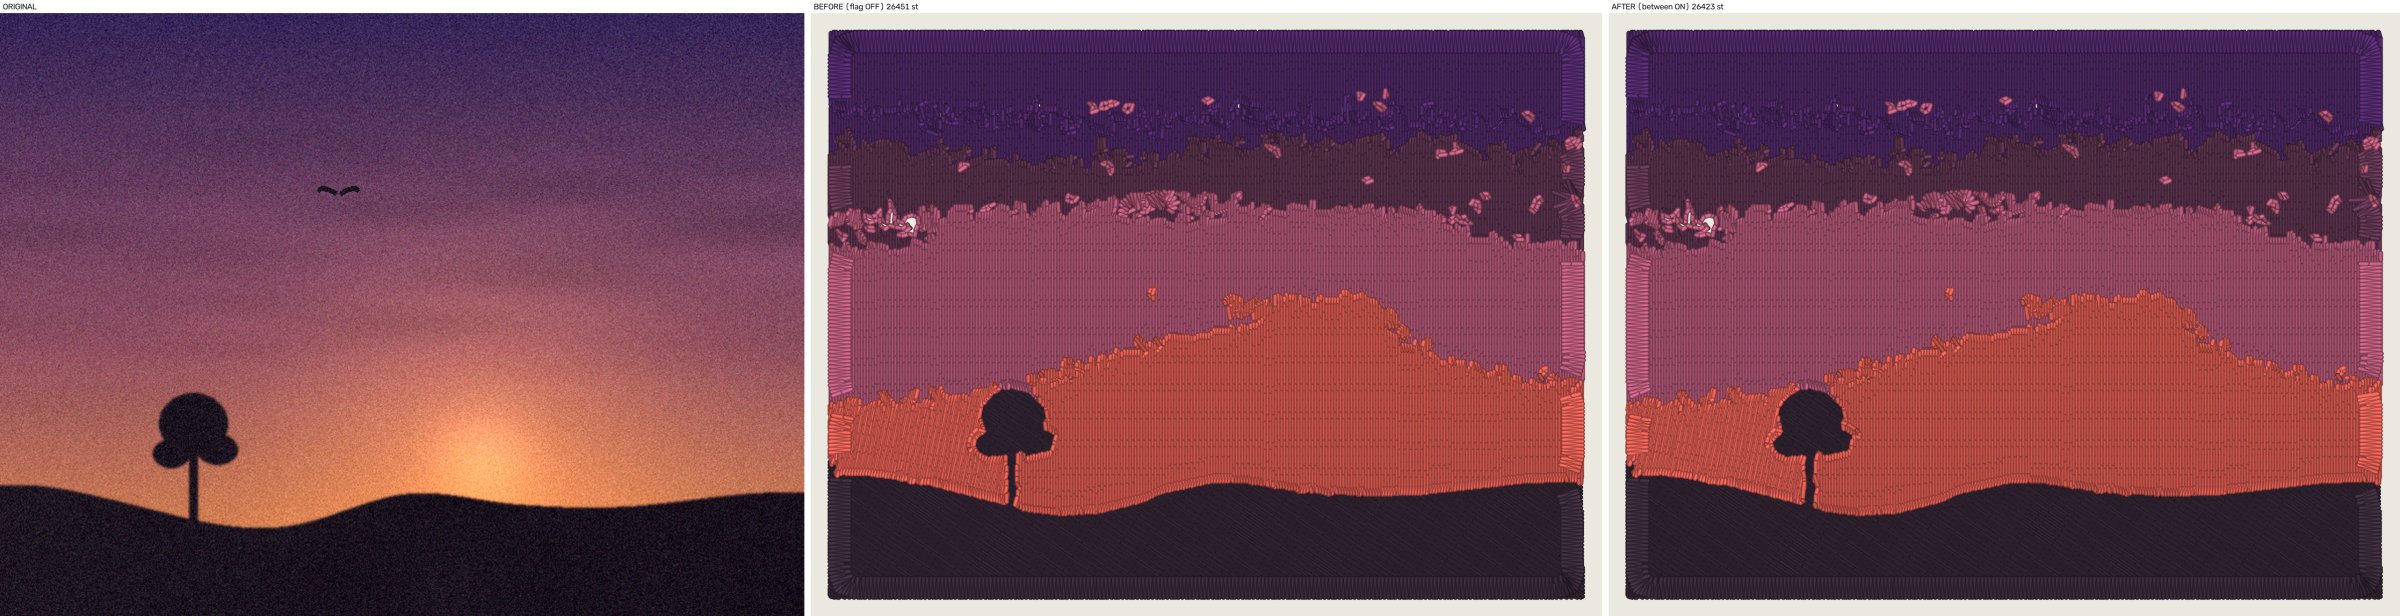 ORIGINAL
BEFORE (flag OFF) 26451 st
AFTER (between ON) 26423 st